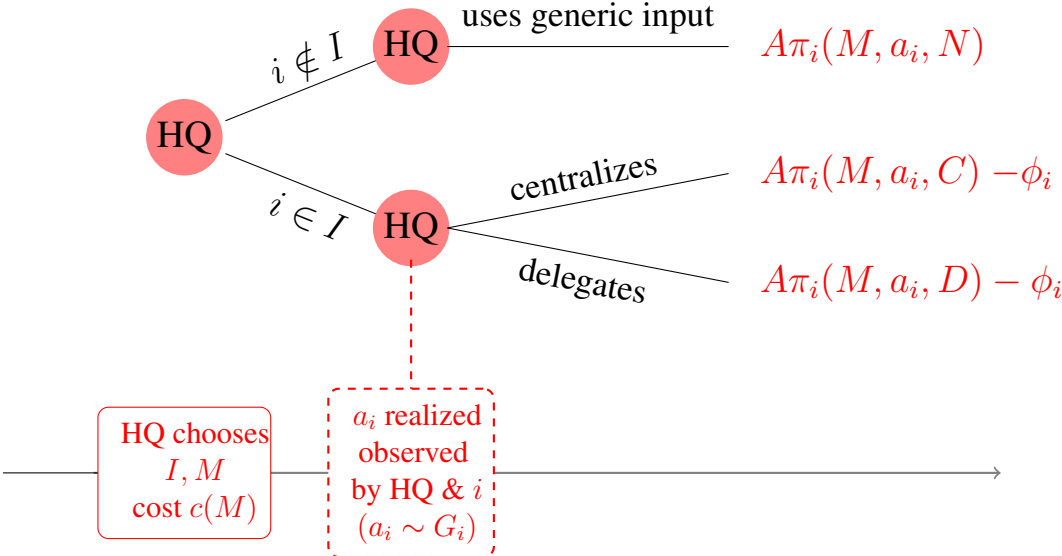 uses generic input
HQ
Aπ_i(M, a_i, N)
i ∉ I
HQ
centralizes
Aπ_i(M, a_i, C) −ϕ_i
i ∈ I
HQ
delegates
Aπ_i(M, a_i, D) − ϕ_i
HQ chooses
I, M
cost c(M)
a_i realized
observed
by HQ & i
(a_i ∼ G_i)